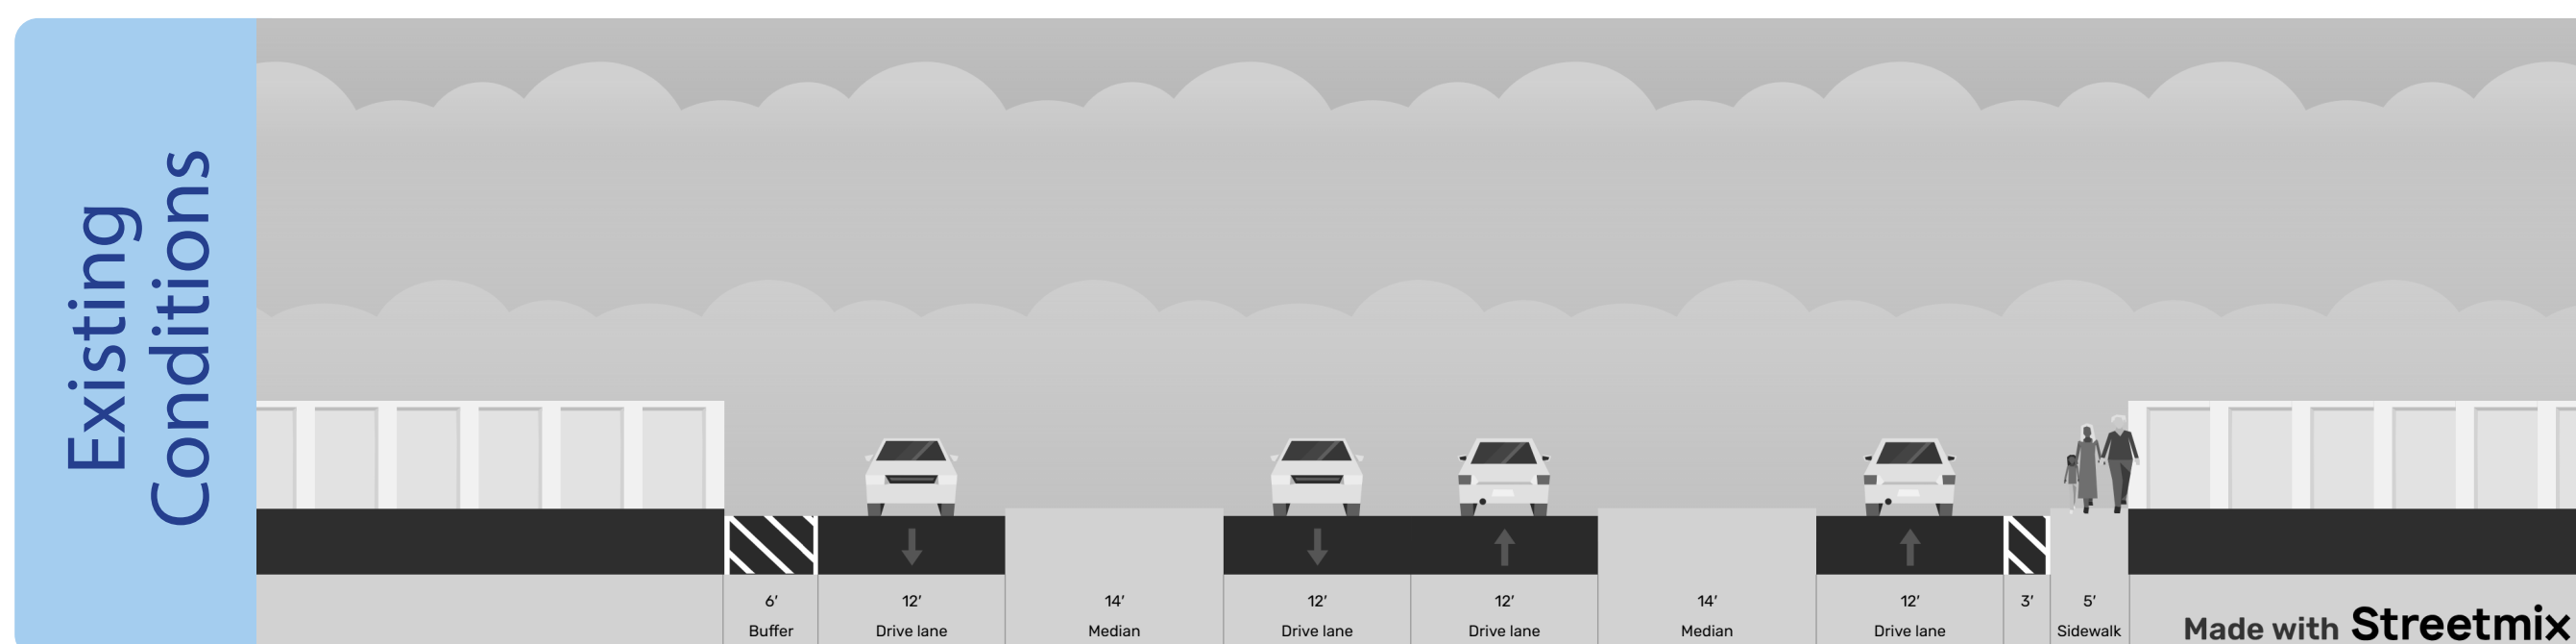 Existing
Conditions
6’ 12’ 14’ 12’ 12’ 14’ 12’ 3’ 5’
Buffer Drive lane Median Drive lane Drive lane Median Drive lane Sidewalk
Made with Streetmix